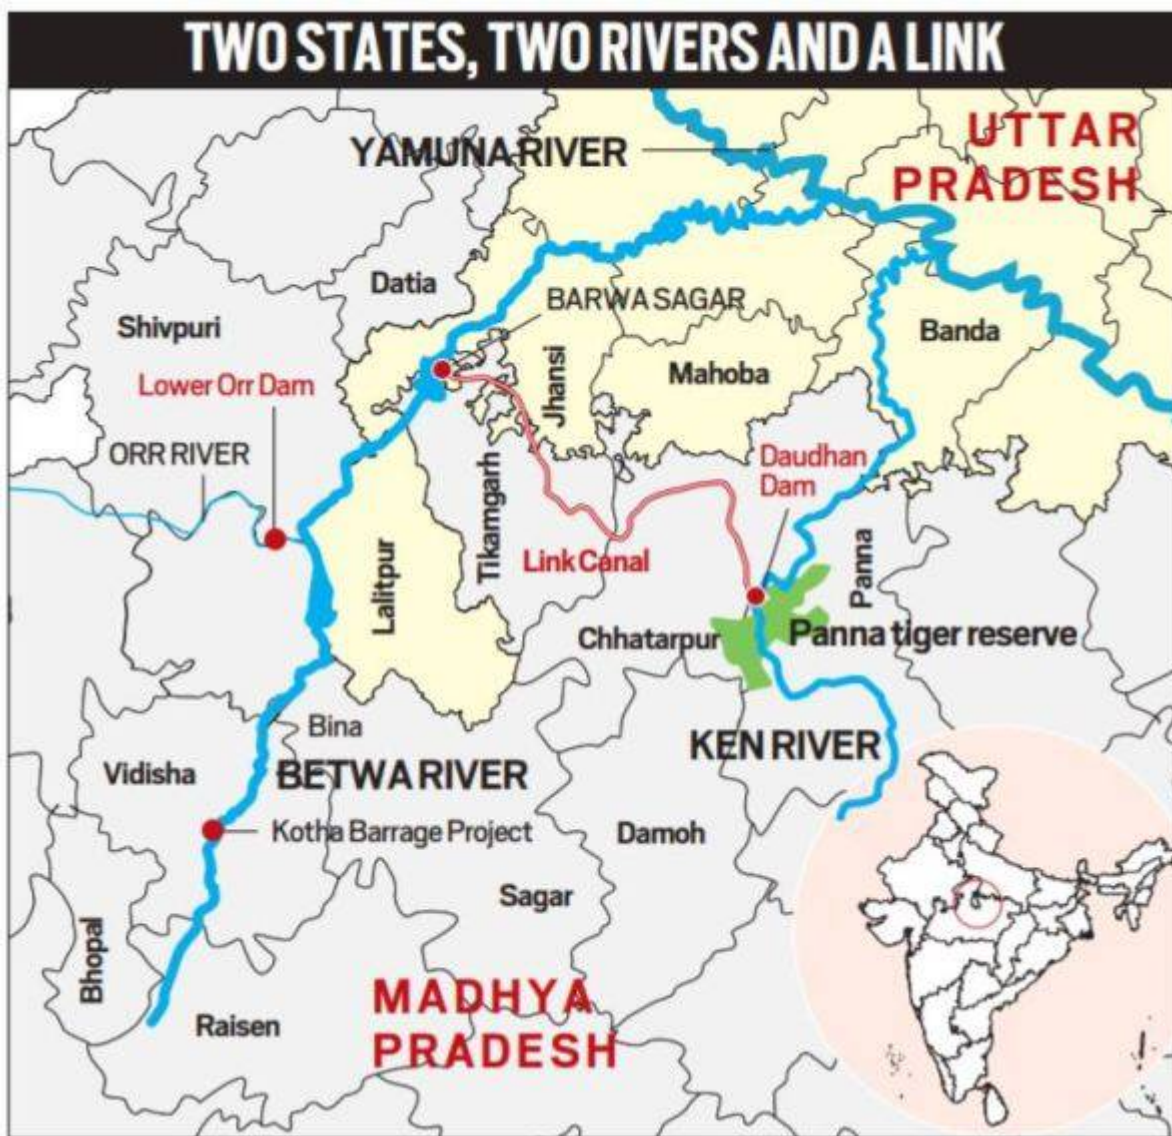 TWO STATES, TWO RIVERS AND A LINK
UTTAR
PRADESH
YAMUNA RIVER
Datia
BARWA SAGAR
Shivpuri
Banda
Lower Orr Dam
Jhansi
Mahoba
ORR RIVER
Daudhan
Dam
Tikamgarh
Link Canal
Lalitpur
Panna
Chhatarpur
Panna tiger reserve
Bina
KEN RIVER
Vidisha
BETWA RIVER
Kotha Barrage Project
Damoh
Sagar
Bhopal
MADHYA
PRADESH
Raisen